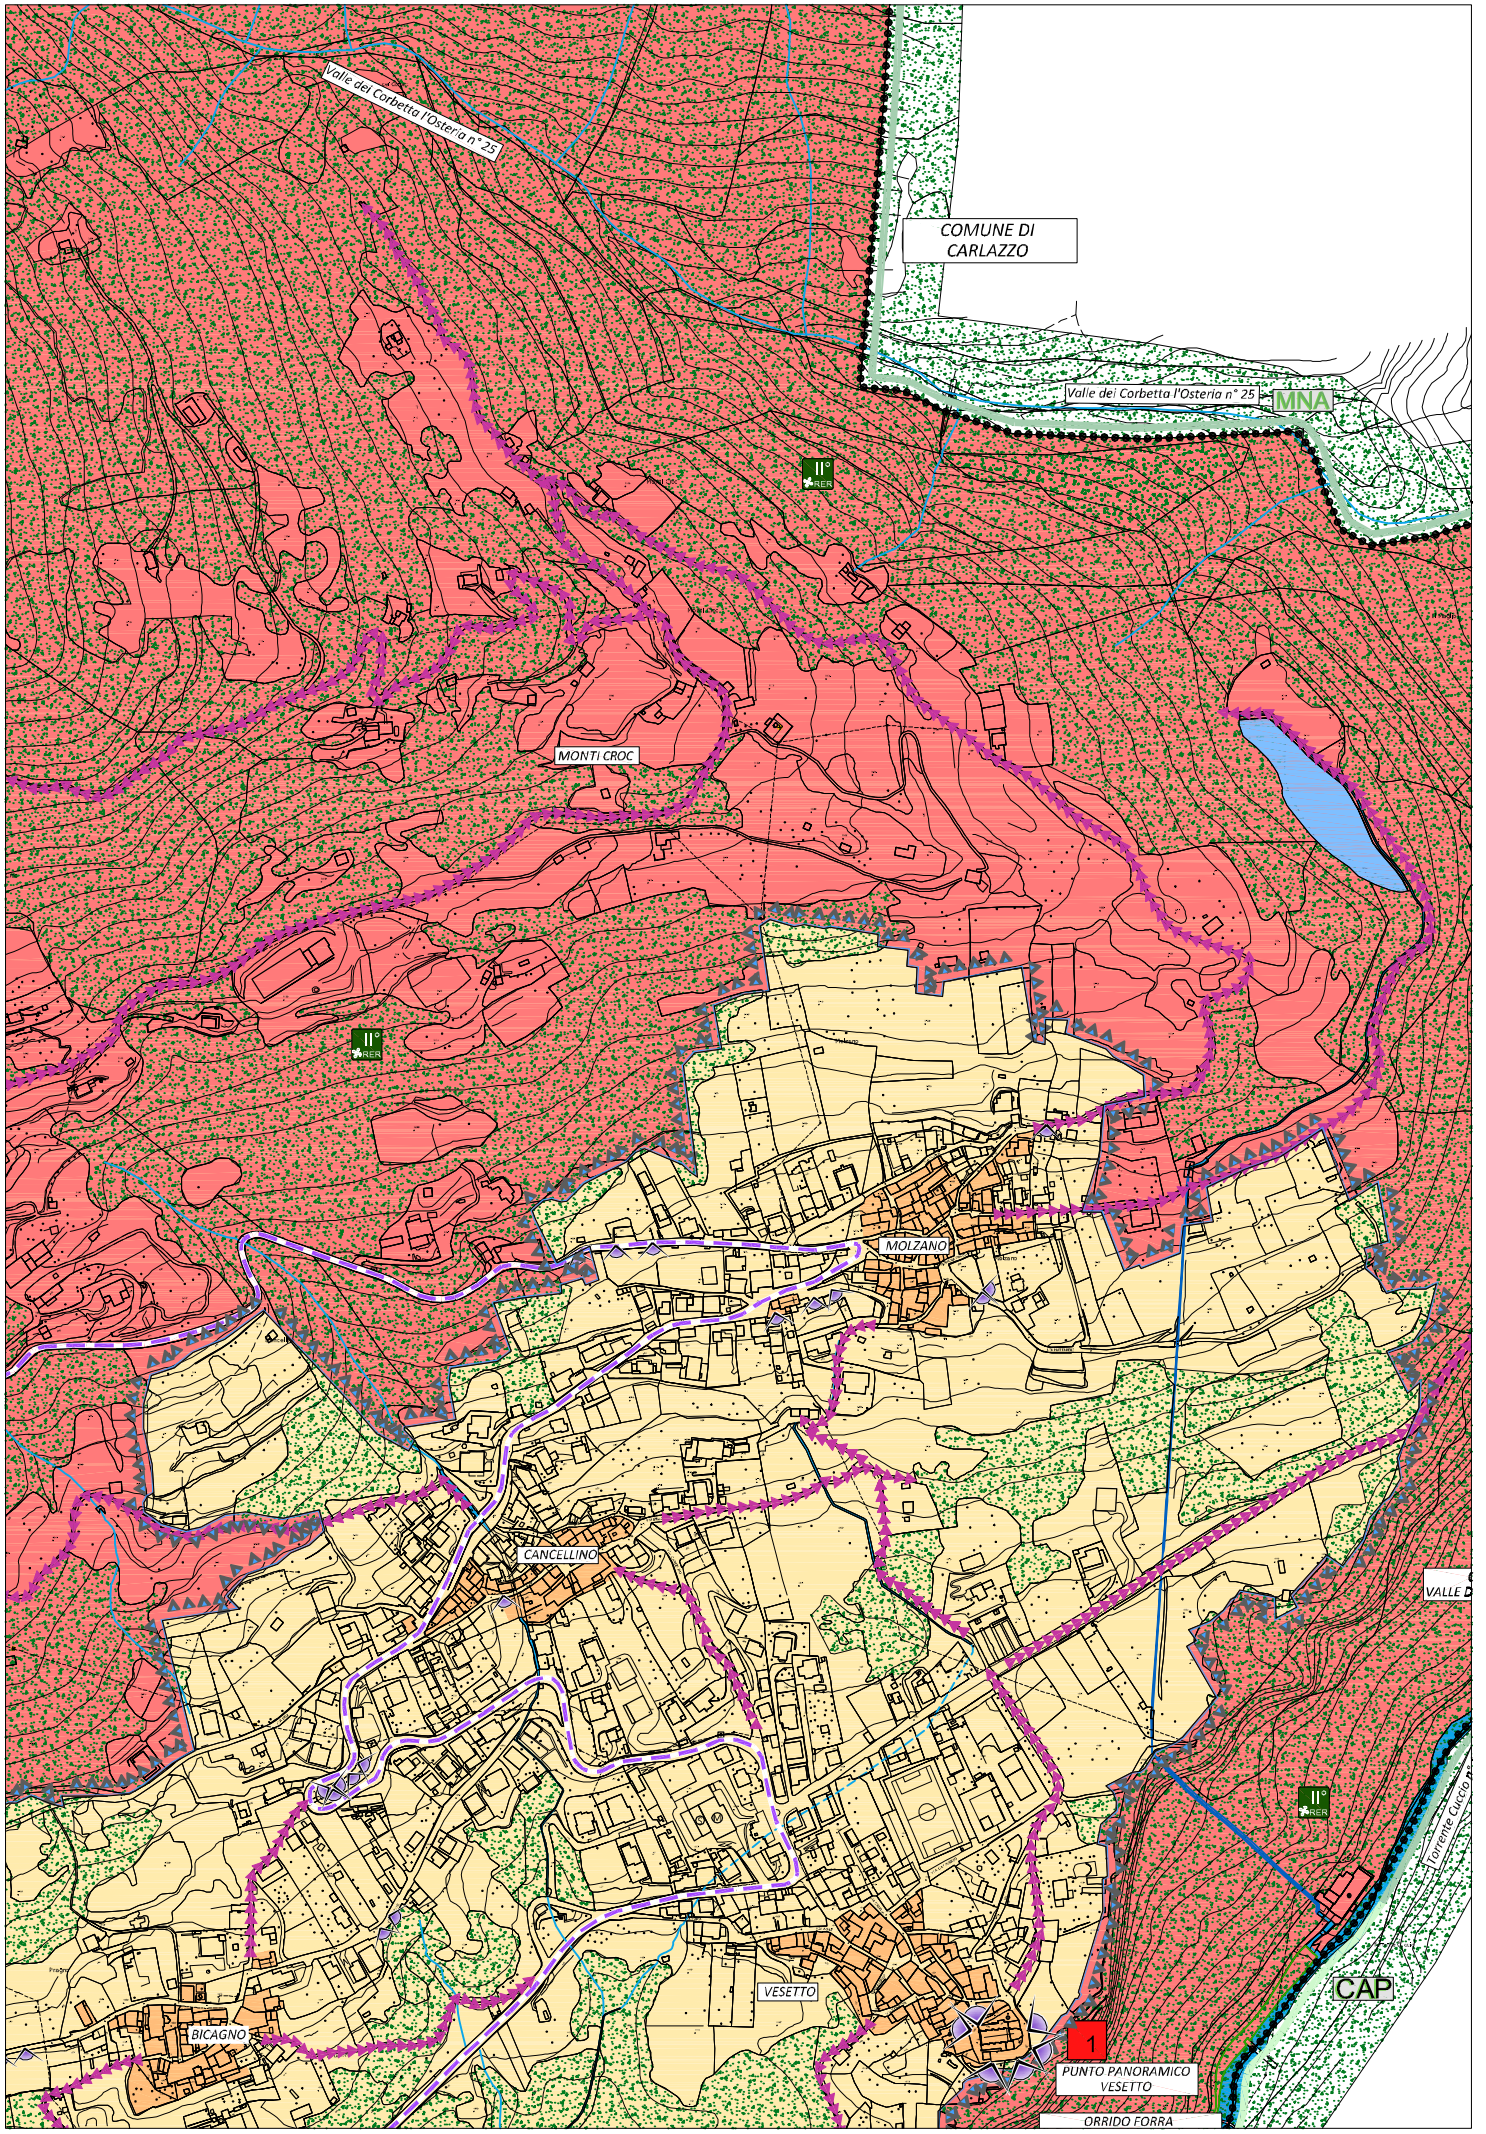 Valle dei Corbetta l'Osteria n° 25
COMUNE DI
CARLAZZO
Valle dei Corbetta l'Osteria n° 25
MNA
II°
RER
MONTI CROC
II°
RER
MOLZANO
CANCELLINO
VALLE D
II°
RER
Torrente Cuccio n°
CAP
VESETTO
BICAGNO
1
PUNTO PANORAMICO
VESETTO
ORRIDO FORRA